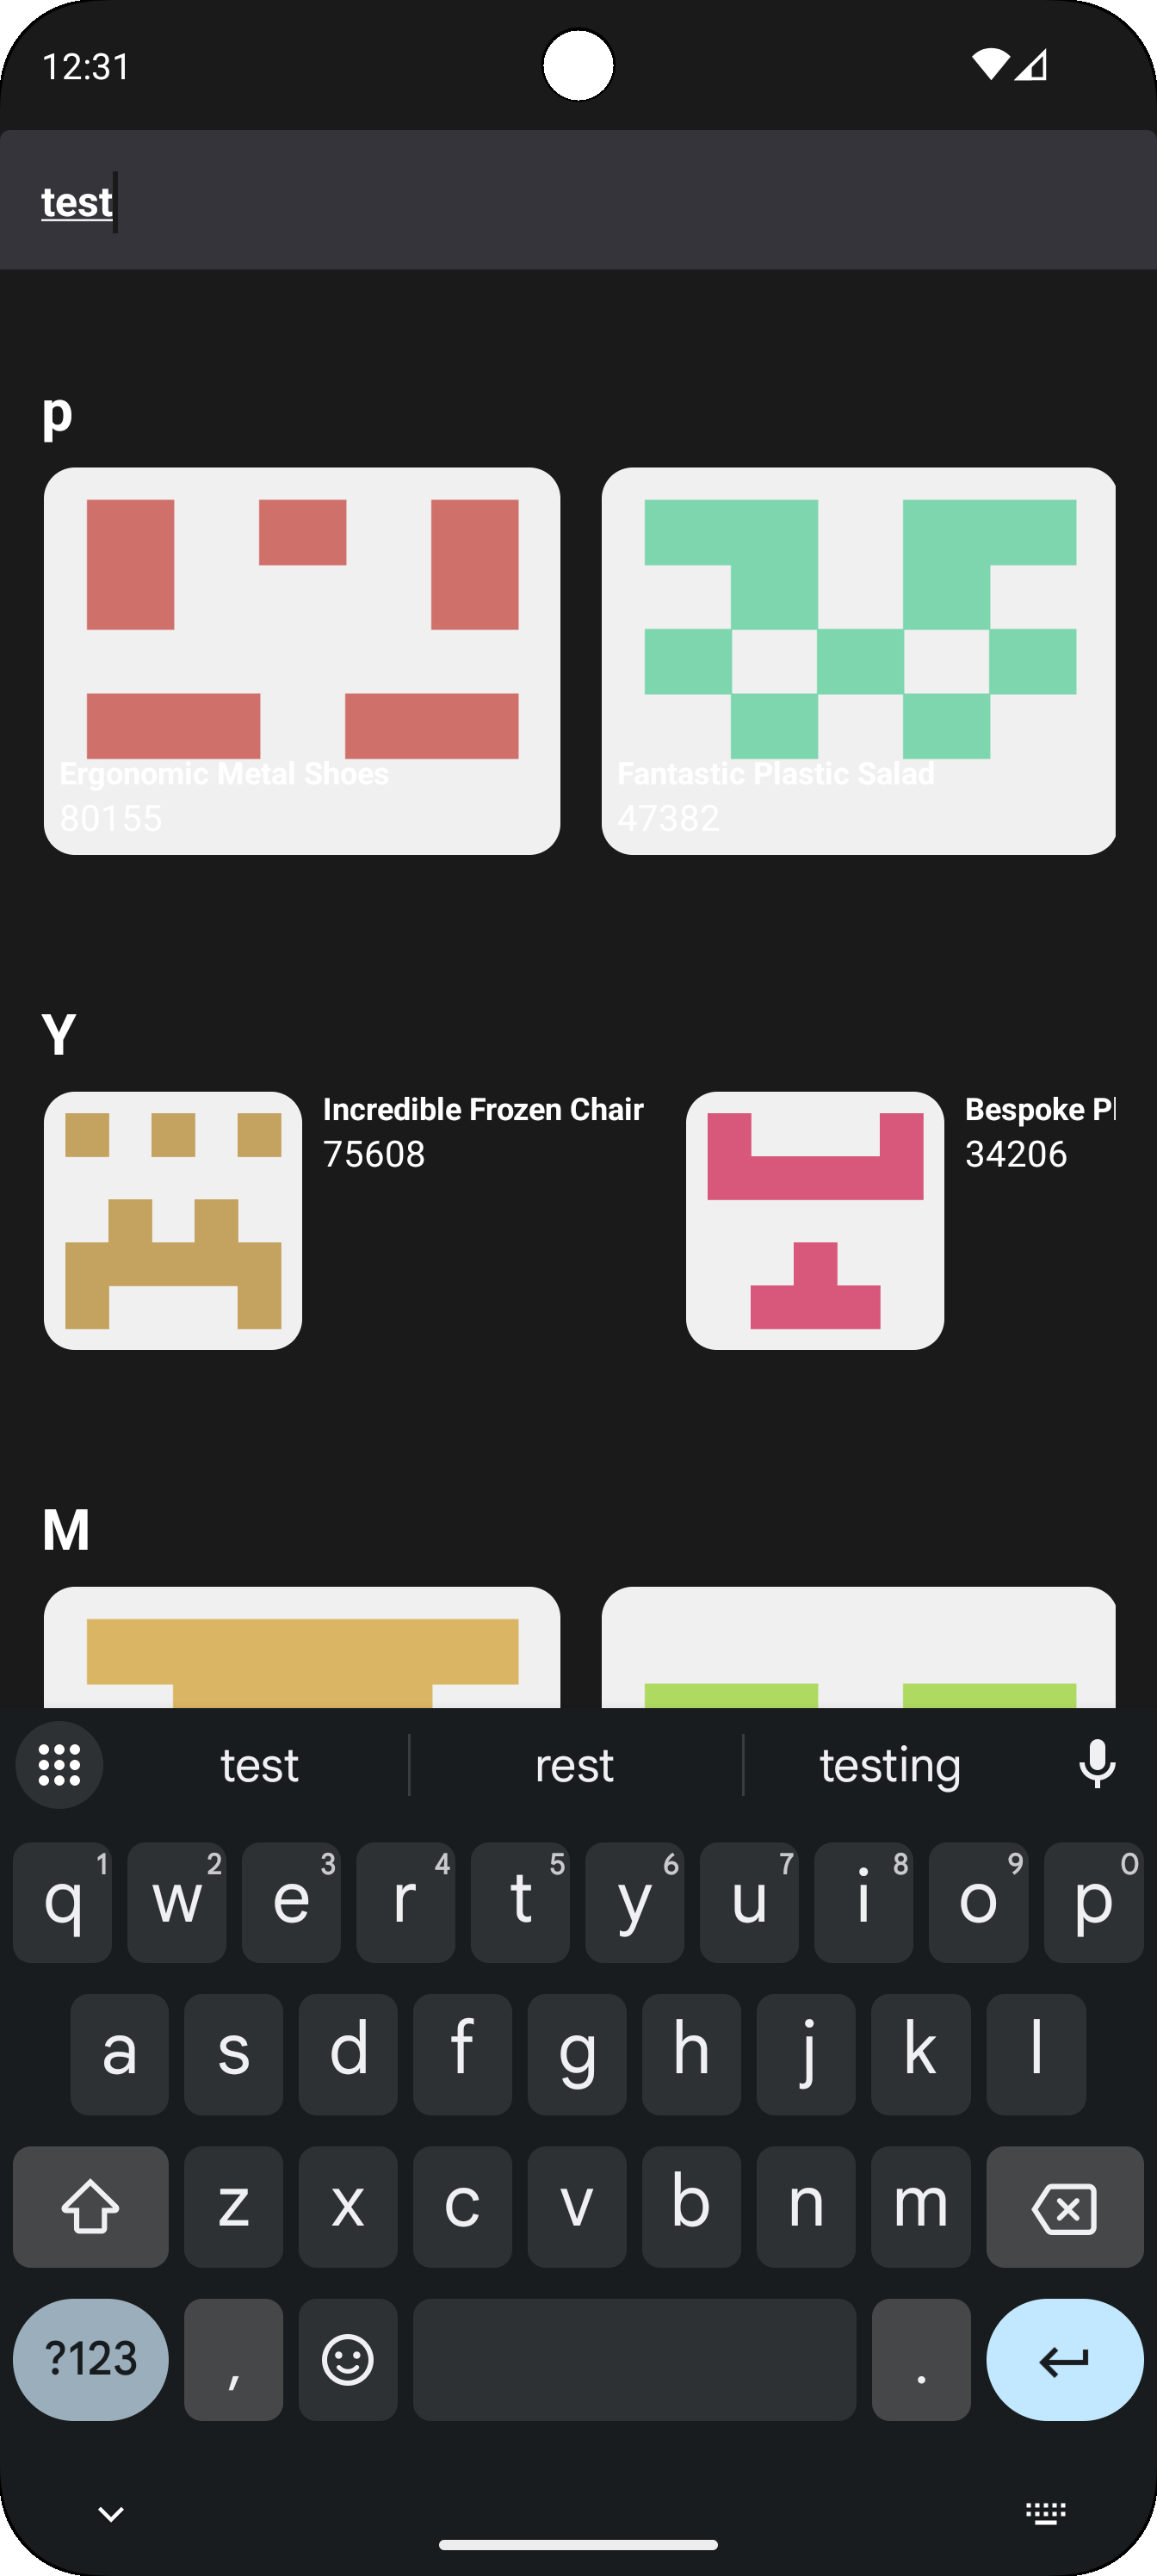 12:31
test
p
Ergonomic Metal Shoes
80155
Fantastic Plastic Salad
47382
Y
Incredible Frozen Chair
75608
Bespoke Pl
34206
M
test
rest
testing
q1 w2 e3 r4 t5 y6 u7 i8 o9 p0
a s d f g h j k l
z x c v b n m
?123 , .